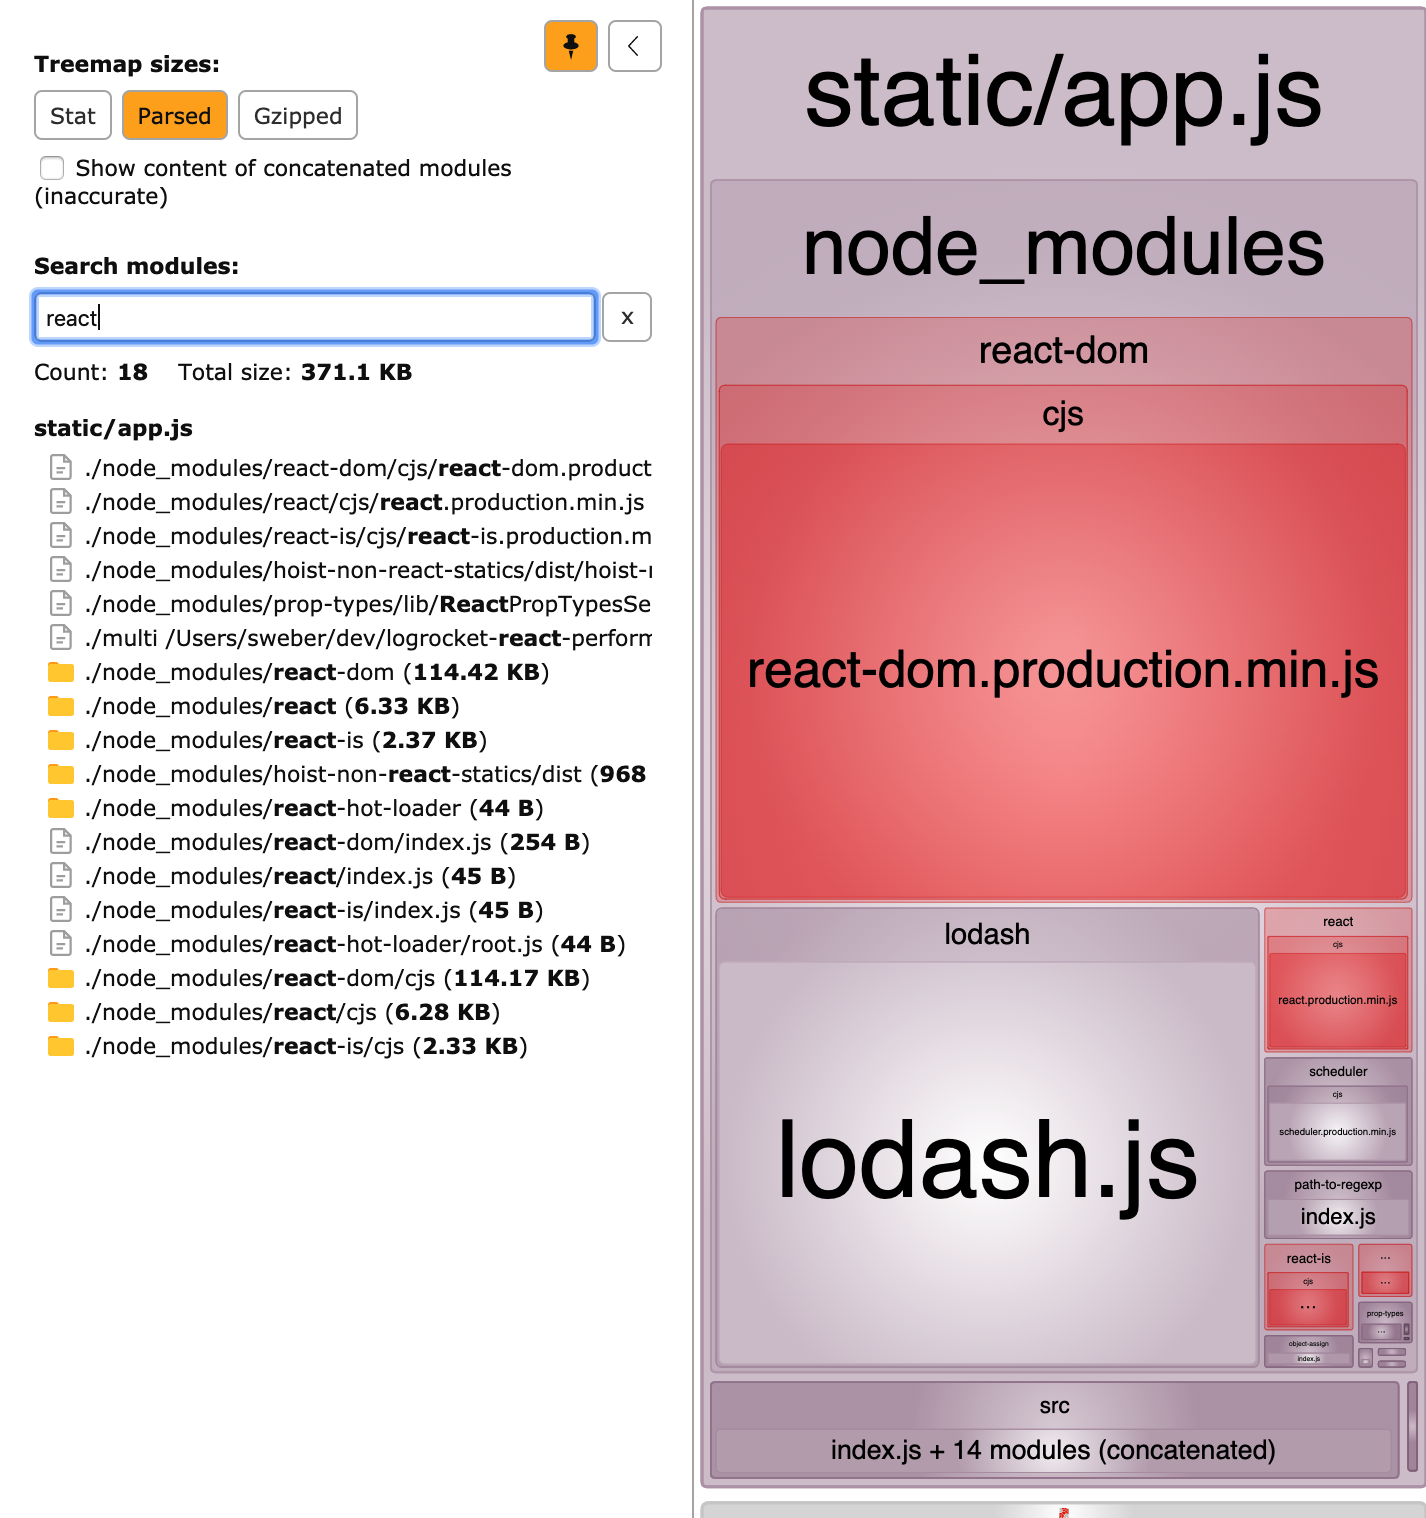 Treemap sizes:
Stat
Parsed
Gzipped
Show content of concatenated modules
(inaccurate)
Search modules:
react
x
Count: 18 Total size: 371.1 KB
static/app.js
./node_modules/react-dom/cjs/react-dom.product
./node_modules/react/cjs/react.production.min.js
./node_modules/react-is/cjs/react-is.production.m
./node_modules/hoist-non-react-statics/dist/hoist-
./node_modules/prop-types/lib/ReactPropTypesSe
./multi /Users/sweber/dev/logrocket-react-perform
./node_modules/react-dom (114.42 KB)
./node_modules/react (6.33 KB)
./node_modules/react-is (2.37 KB)
./node_modules/hoist-non-react-statics/dist (968
./node_modules/react-hot-loader (44 B)
./node_modules/react-dom/index.js (254 B)
./node_modules/react/index.js (45 B)
./node_modules/react-is/index.js (45 B)
./node_modules/react-hot-loader/root.js (44 B)
./node_modules/react-dom/cjs (114.17 KB)
./node_modules/react/cjs (6.28 KB)
./node_modules/react-is/cjs (2.33 KB)
static/app.js
node_modules
react-dom
cjs
react-dom.production.min.js
lodash
lodash.js
react
cjs
react.production.min.js
scheduler
cjs
scheduler.production.min.js
path-to-regexp
index.js
react-is
cjs
...
...
...
prop-types
...
object-assign
index.js
src
index.js + 14 modules (concatenated)